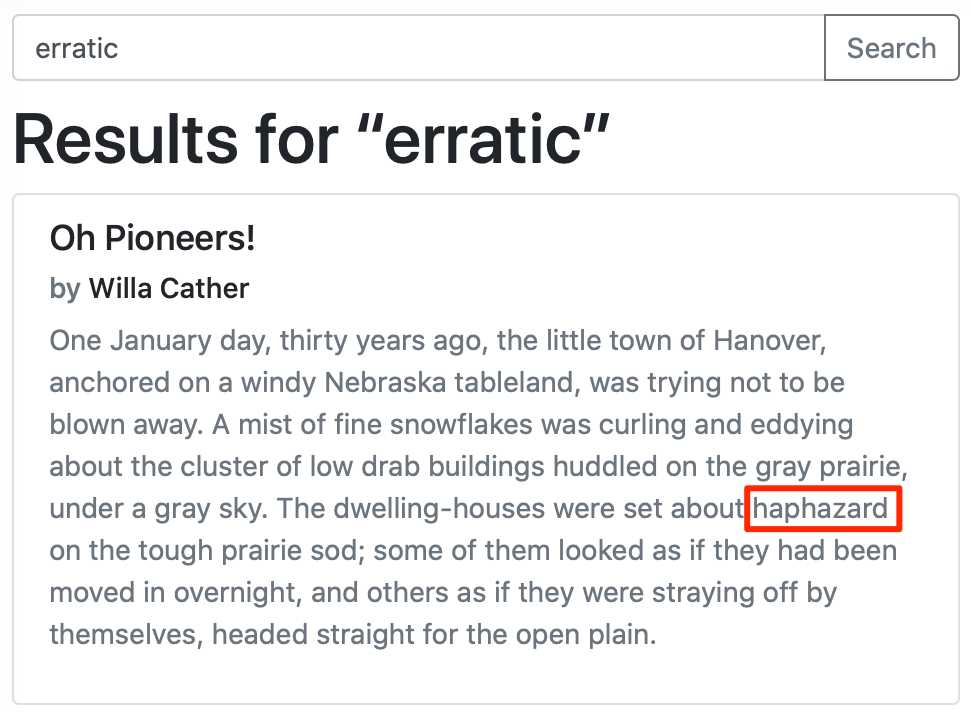 erratic
Search
Results for “erratic”
Oh Pioneers!
by Willa Cather
One January day, thirty years ago, the little town of Hanover,
anchored on a windy Nebraska tableland, was trying not to be
blown away. A mist of fine snowflakes was curling and eddying
about the cluster of low drab buildings huddled on the gray prairie,
under a gray sky. The dwelling-houses were set about haphazard
on the tough prairie sod; some of them looked as if they had been
moved in overnight, and others as if they were straying off by
themselves, headed straight for the open plain.